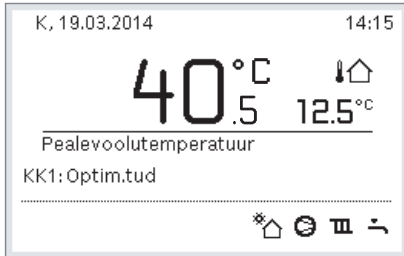 K, 19.03.2014 14:15
40.5°C
12.5°C
Pealevoolutemperatuur
KK1: Optim.tud